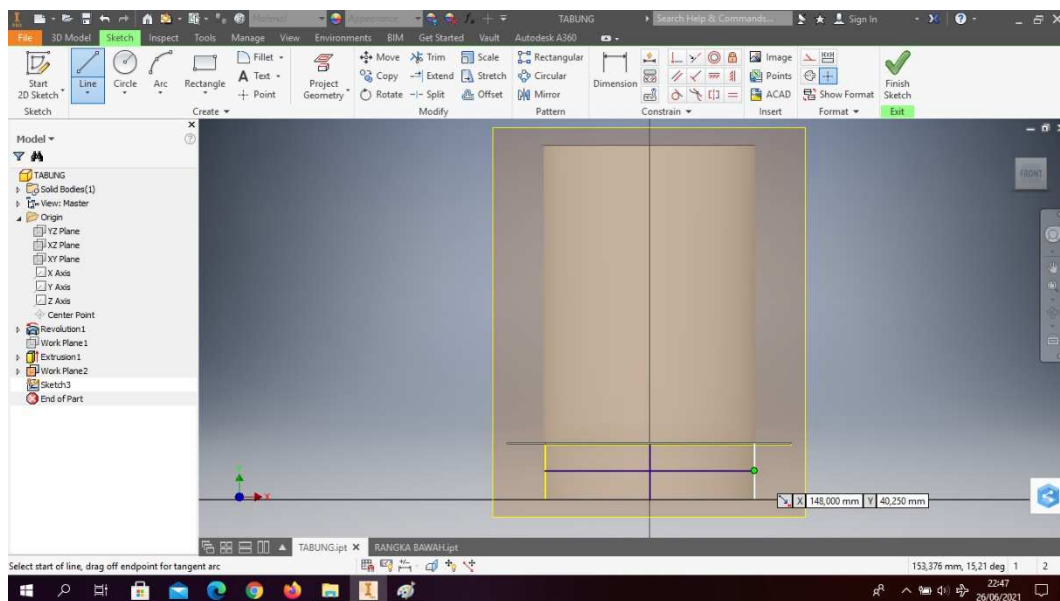 PRO
Material
Appearance
TABUNG
Search Help & Commands...
Sign In
File 3D Model Sketch Inspect Tools Manage View Environments BIM Get Started Vault Autodesk A360
Start 2D Sketch
Line
Circle
Arc
Rectangle
Fillet
Text
Point
Project Geometry
Move
Trim
Scale
Copy
Extend
Stretch
Rotate
Split
Offset
Rectangular
Circular
Mirror
Dimension
Image
Points
ACAD
Show Format
Finish Sketch
Sketch
Create
Modify
Pattern
Constrain
Insert
Format
Exit
Model
TABUNG
Solid Bodies(1)
View: Master
Origin
YZ Plane
XZ Plane
XY Plane
X Axis
Y Axis
Z Axis
Center Point
Revolution1
Work Plane1
Extrusion1
Work Plane2
Sketch3
End of Part
FRONT
X
X 148,000 mm Y 40,250 mm
TABUNG.ipt
RANGKA BAWAH.ipt
Select start of line, drag off endpoint for tangent arc
153,376 mm, 15,21 deg 1 2
22:47
26/06/2021